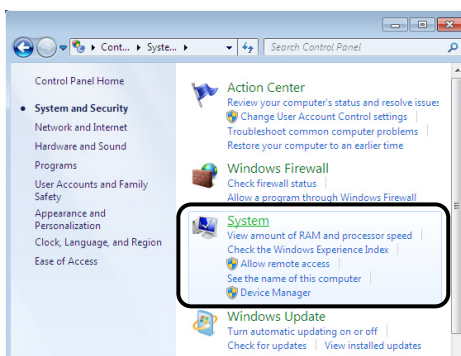 Cont... Syste...
Search Control Panel
Control Panel Home
System and Security
Network and Internet
Hardware and Sound
Programs
User Accounts and Family
Safety
Appearance and
Personalization
Clock, Language, and Region
Ease of Access
Action Center
Review your computer's status and resolve issues
Change User Account Control settings
Troubleshoot common computer problems
Restore your computer to an earlier time
Windows Firewall
Check firewall status
Allow a program through Windows Firewall
System
View amount of RAM and processor speed
Check the Windows Experience Index
Allow remote access
See the name of this computer
Device Manager
Windows Update
Turn automatic updating on or off
Check for updates View installed updates